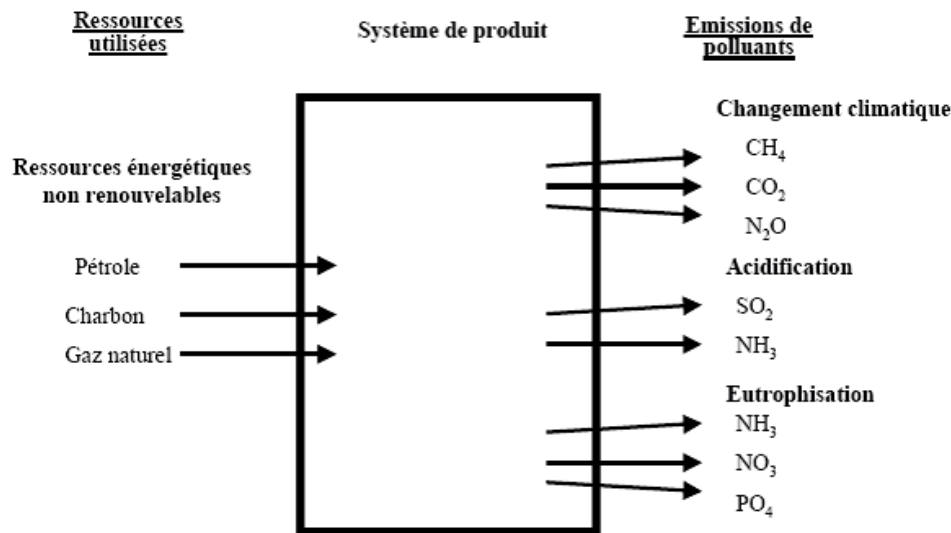 Ressources
utilisées
Système de produit
Emissions de
polluants
Changement climatique
Ressources énergétiques
non renouvelables
CH₄
CO₂
N₂O
Pétrole
Charbon
Gaz naturel
Acidification
SO₂
NH₃
Eutrophisation
NH₃
NO₃
PO₄